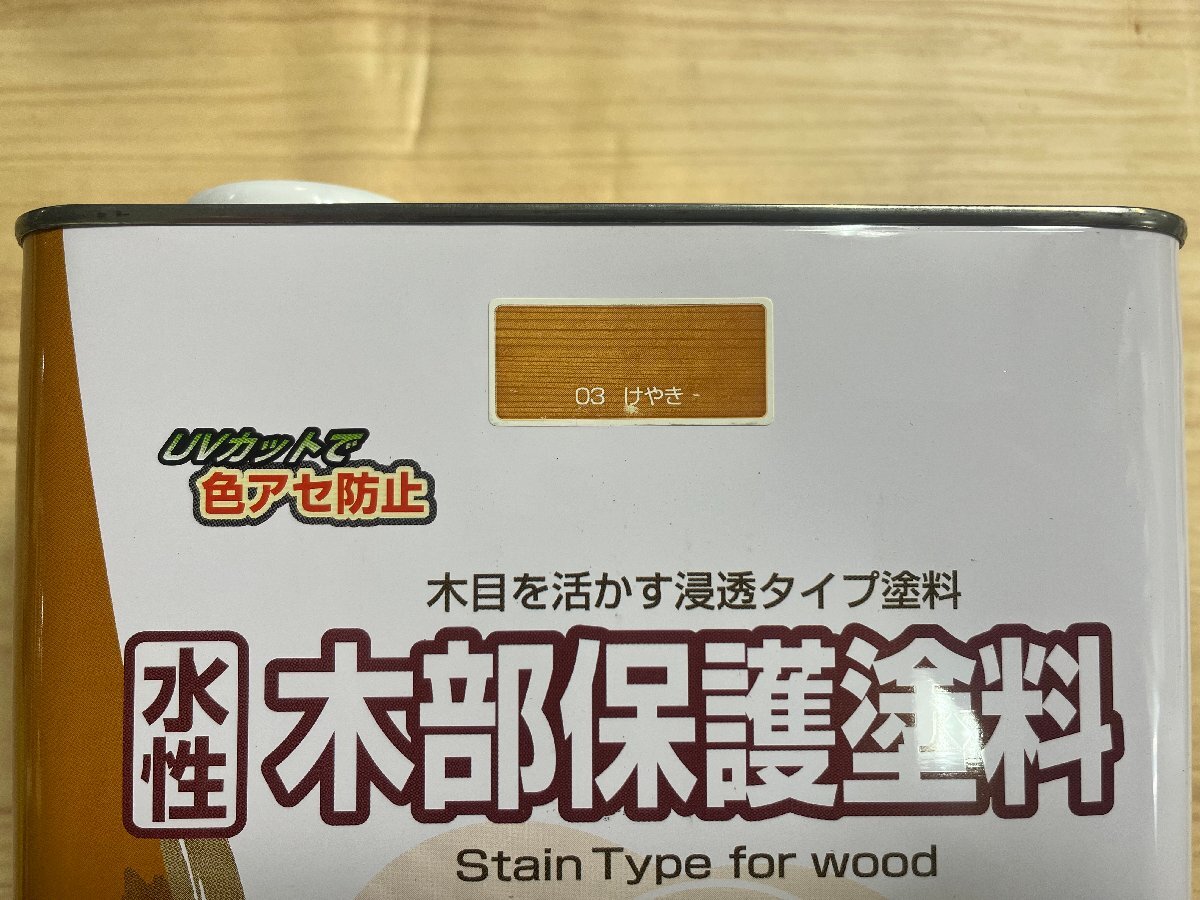 03 けやき
UVカットで
色アセ防止
木目を活かす浸透タイプ塗料
水性
木部保護塗料
Stain Type for wood